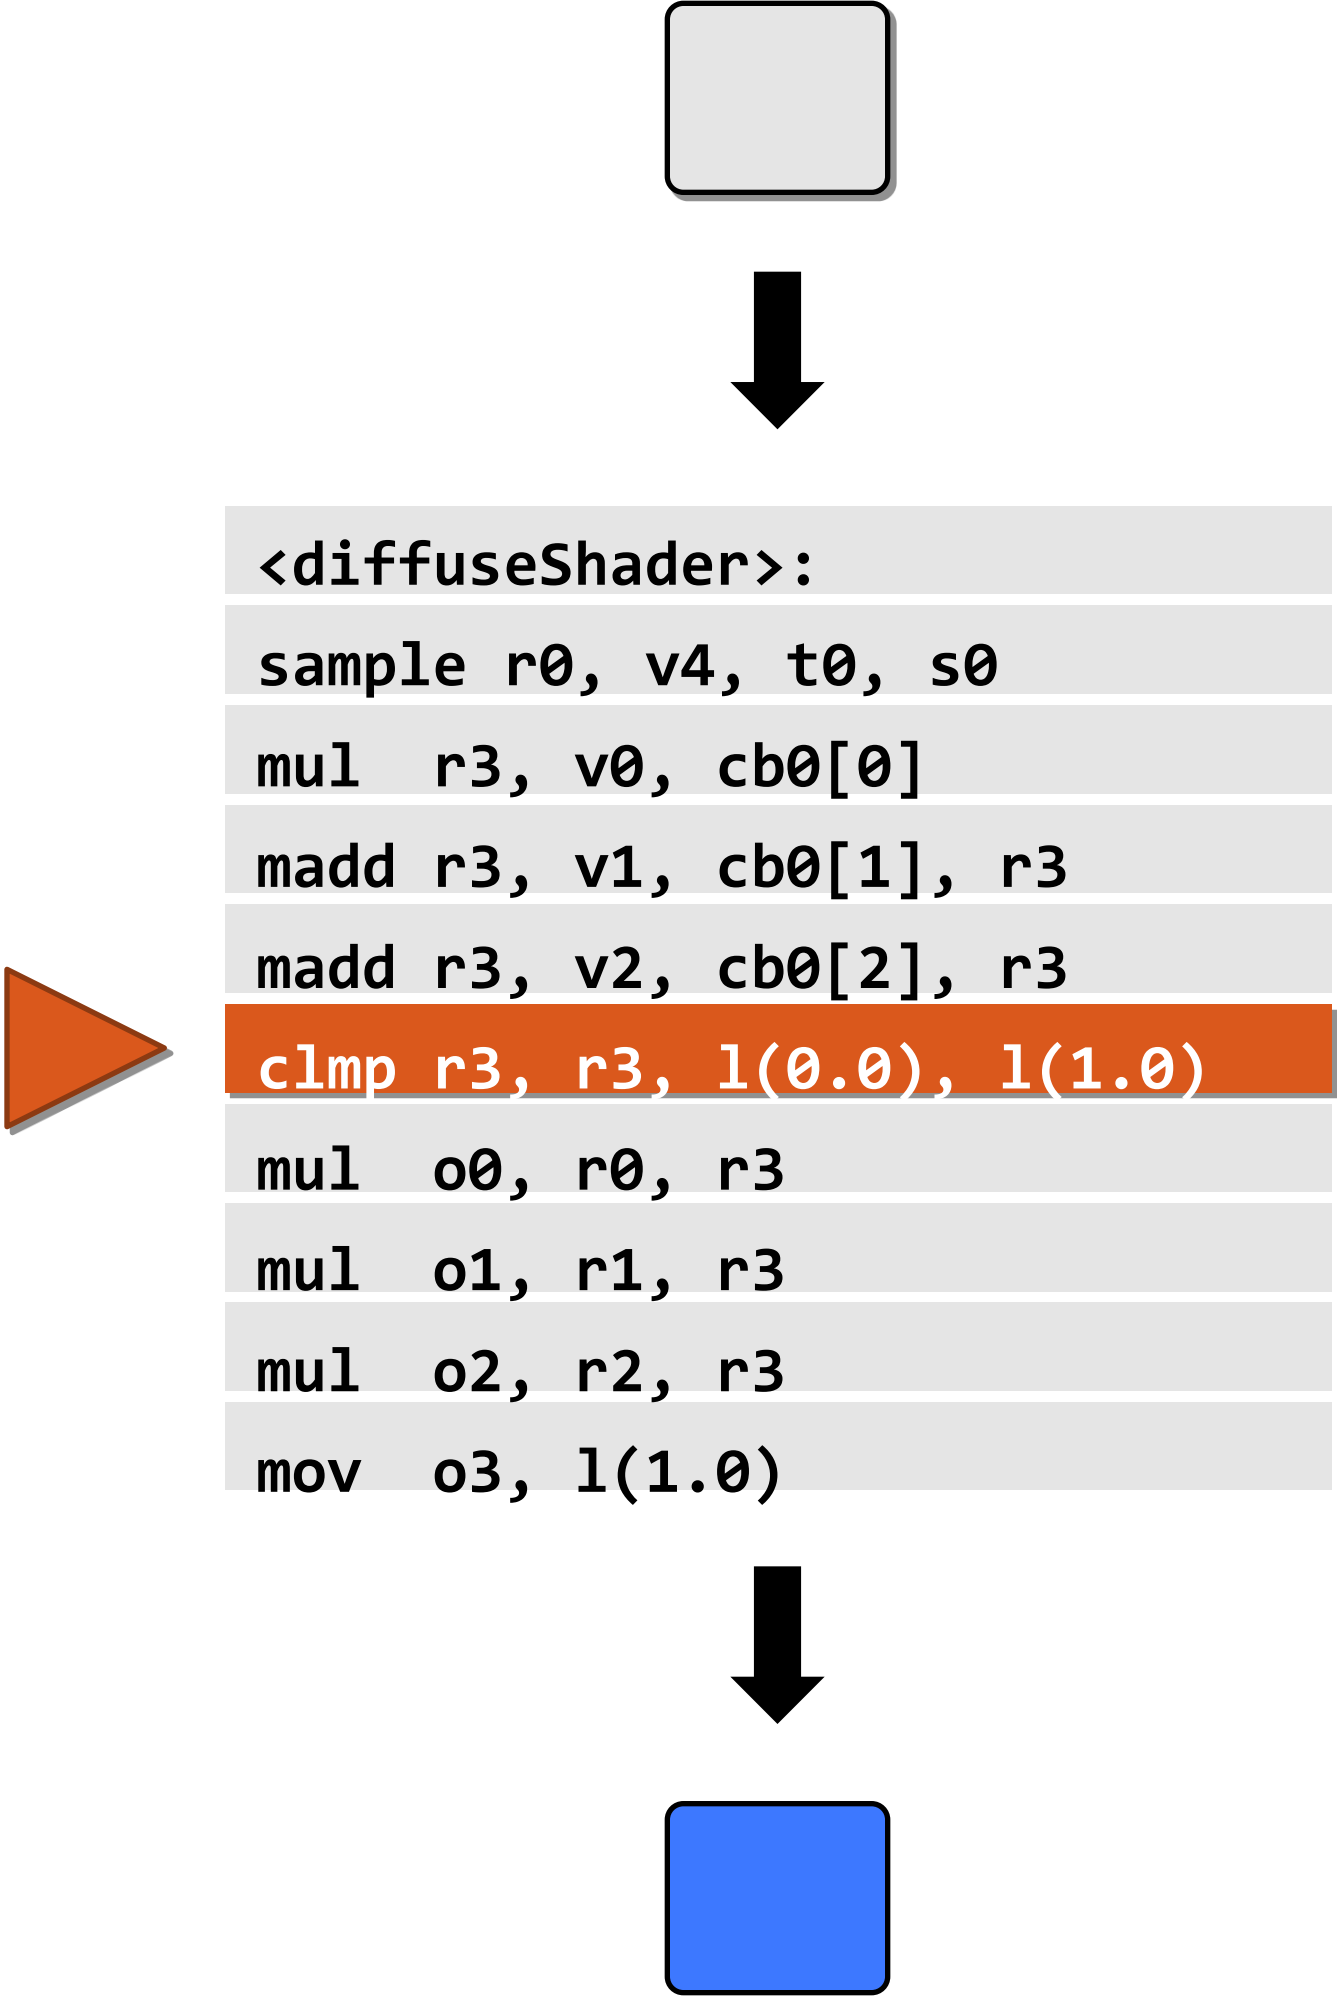 <diffuseShader>:
sample r0, v4, t0, s0
mul  r3, v0, cb0[0]
madd r3, v1, cb0[1], r3
madd r3, v2, cb0[2], r3
clmp r3, r3, l(0.0), l(1.0)
mul  o0, r0, r3
mul  o1, r1, r3
mul  o2, r2, r3
mov  o3, l(1.0)